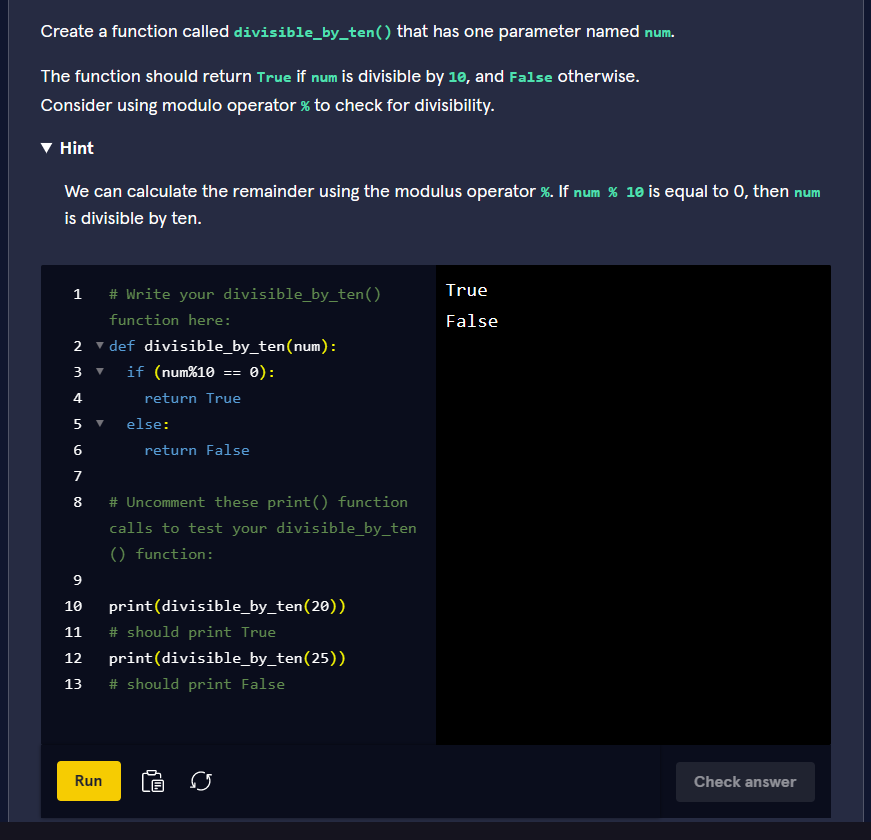 Create a function called divisible_by_ten() that has one parameter named num.
The function should return True if num is divisible by 10, and False otherwise.
Consider using modulo operator % to check for divisibility.
▼ Hint
We can calculate the remainder using the modulus operator %. If num % 10 is equal to 0, then num
is divisible by ten.
1 # Write your divisible_by_ten()
function here:
2 ▼ def divisible_by_ten(num):
3 ▼ if (num%10 == 0):
4 return True
5 ▼ else:
6 return False
7
8 # Uncomment these print() function
calls to test your divisible_by_ten
() function:
9
10 print(divisible_by_ten(20))
11 # should print True
12 print(divisible_by_ten(25))
13 # should print False
True
False
Run
Check answer